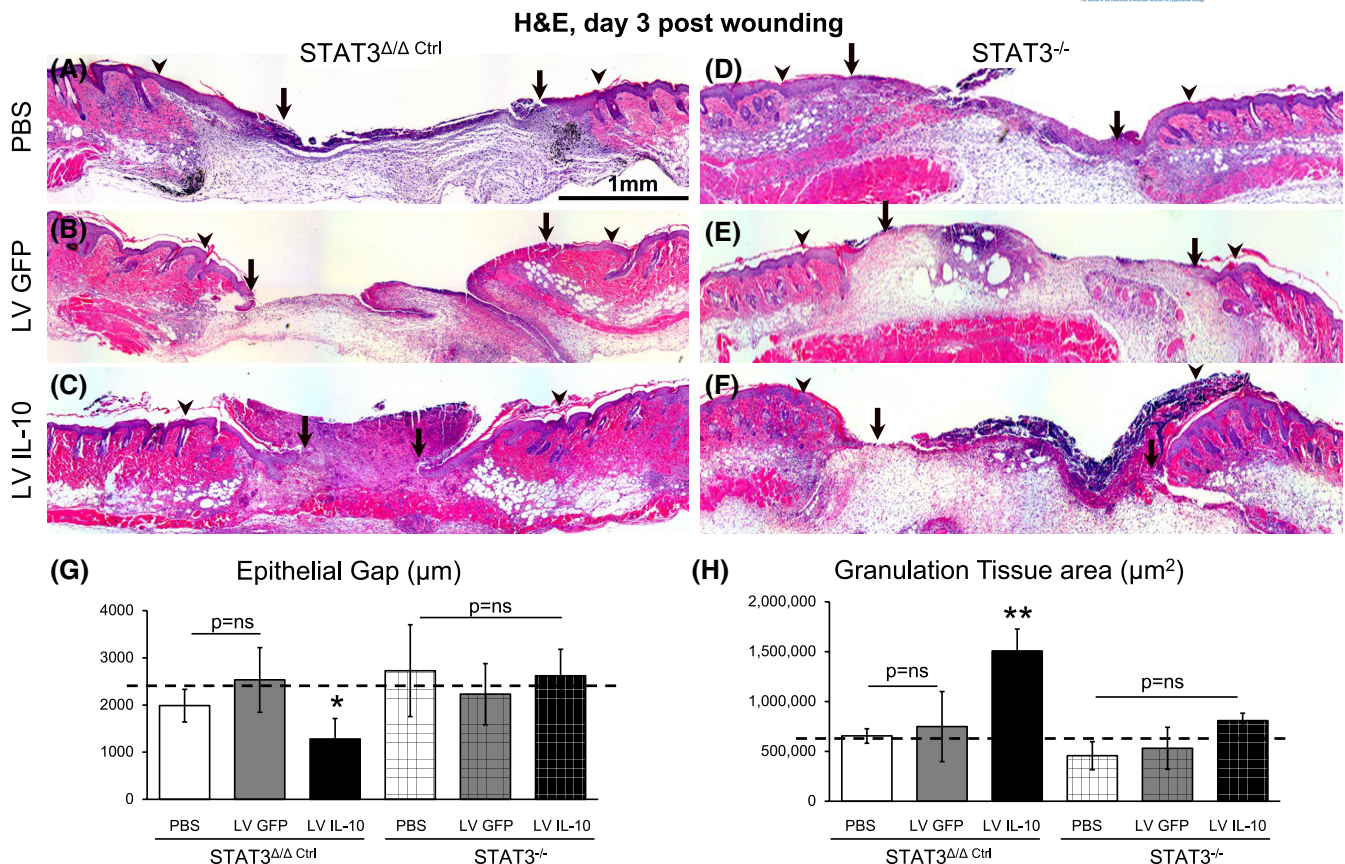 H&E, day 3 post wounding
STAT3Δ/Δ Ctrl
STAT3-/-
PBS
LV GFP
LV IL-10
(A)
(D)
1mm
(B)
(E)
(C)
(F)
(G)
Epithelial Gap (µm)
4000
3000
2000
1000
0
p=ns
*
p=ns
PBS
LV GFP
LV IL-10
PBS
LV GFP
LV IL-10
STAT3Δ/Δ Ctrl
STAT3-/-
(H)
Granulation Tissue area (µm²)
2,000,000
1,500,000
1,000,000
500,000
0
p=ns
**
p=ns
PBS
LV GFP
LV IL-10
PBS
LV GFP
LV IL-10
STAT3Δ/Δ Ctrl
STAT3-/-